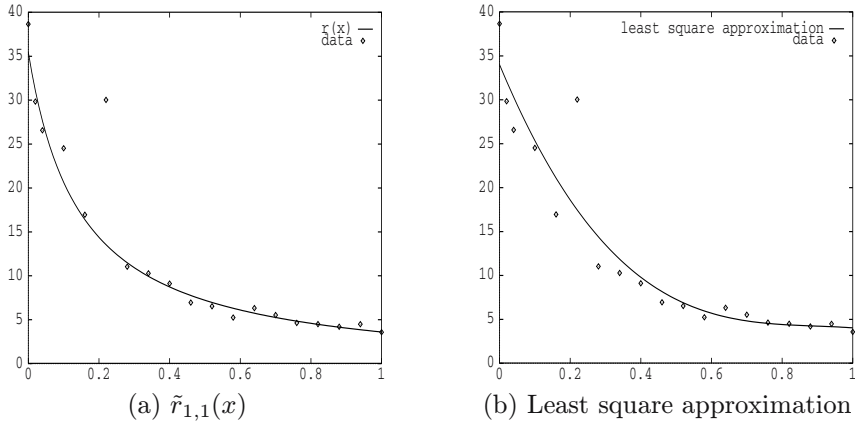 40
35
30
25
20
15
10
5
0
0 0.2 0.4 0.6 0.8 1
r(x)
data
(a) r̃₁,₁(x)
40
35
30
25
20
15
10
5
0
0 0.2 0.4 0.6 0.8 1
least square approximation
data
(b) Least square approximation